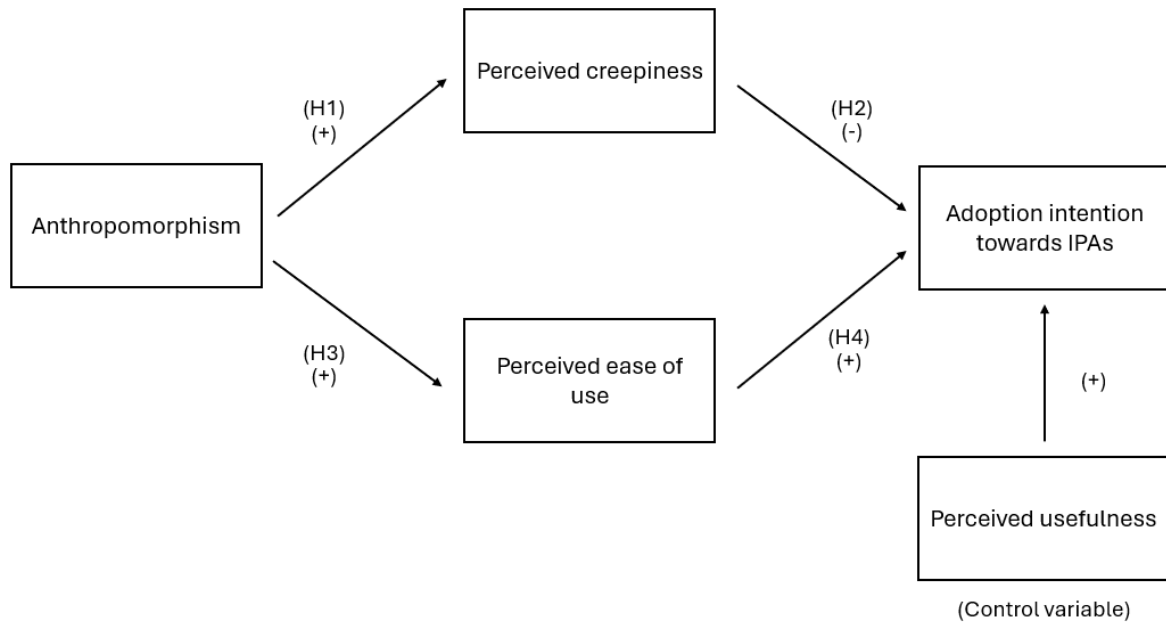 Perceived creepiness
(H1)
(+)
(H2)
(-)
Anthropomorphism
Adoption intention
towards IPAs
(H3)
(+)
Perceived ease of
use
(H4)
(+)
(+)
Perceived usefulness
(Control variable)